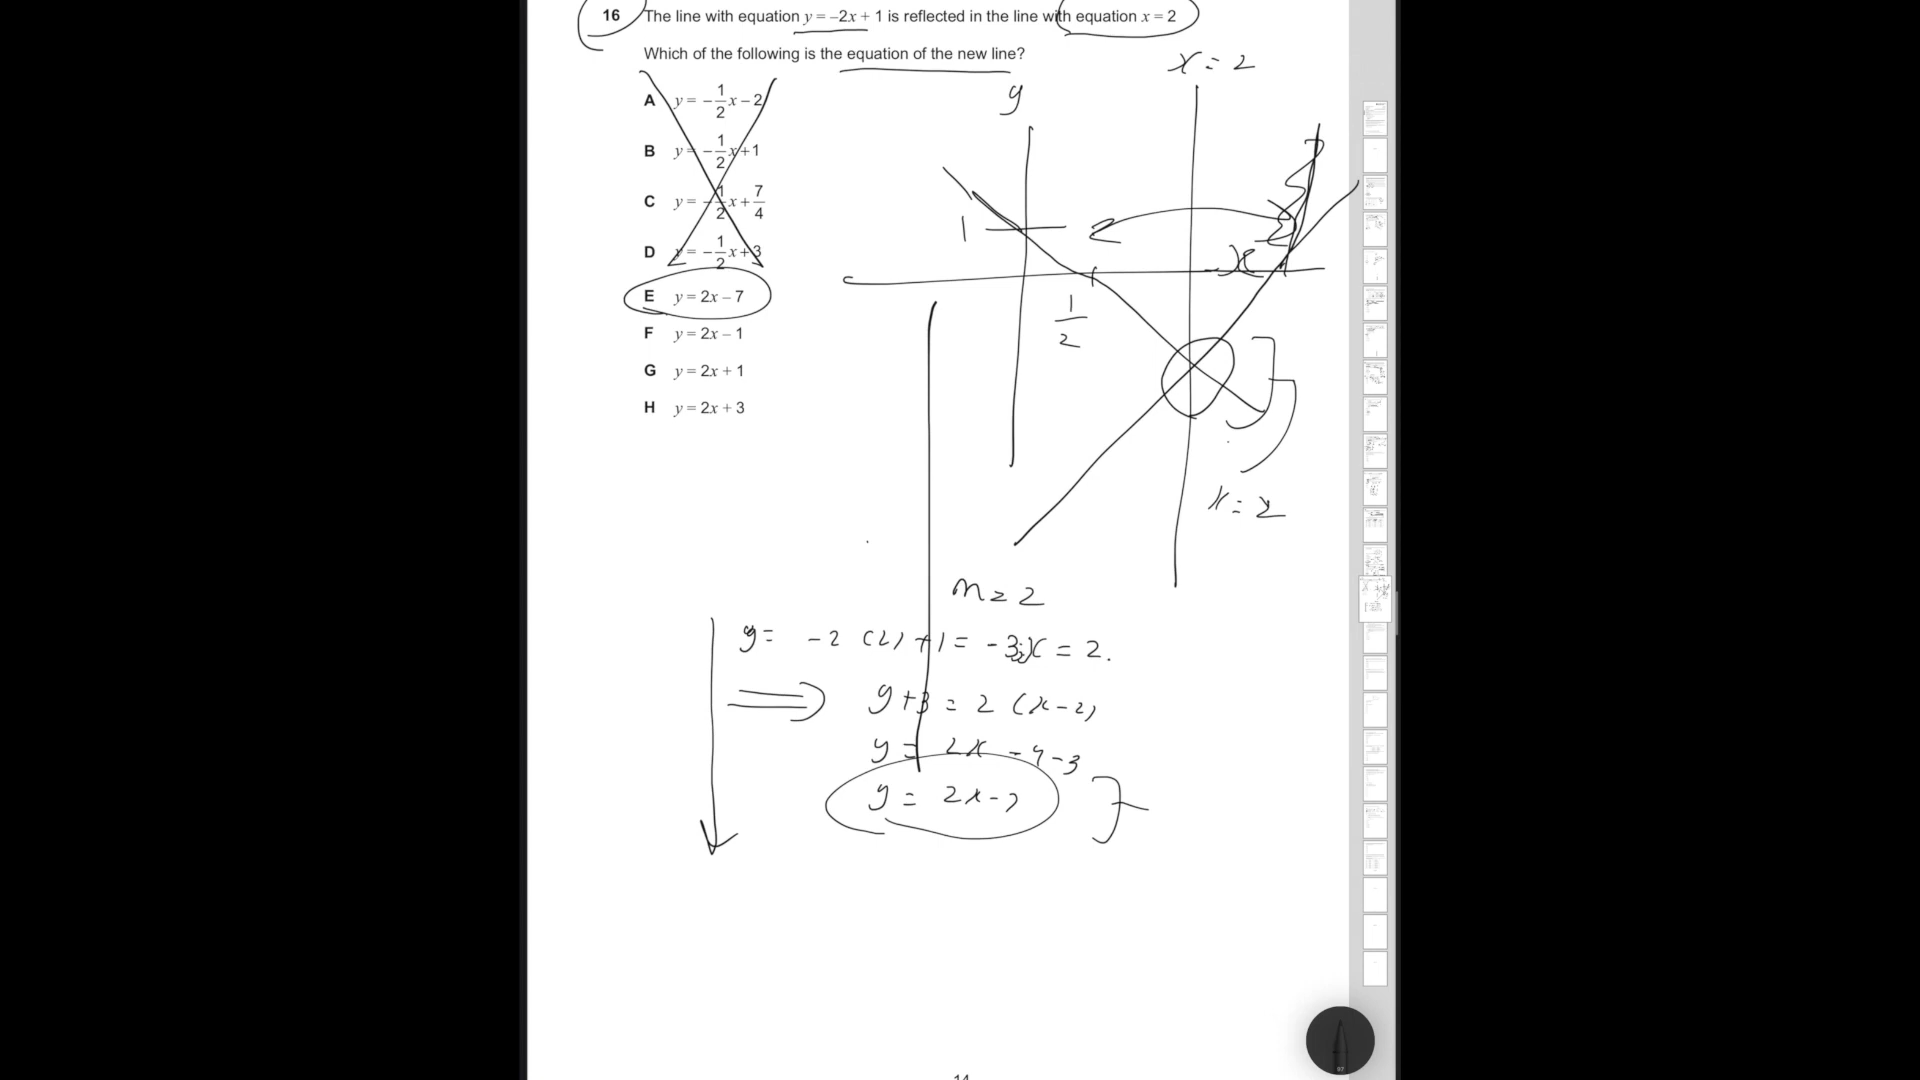 16 The line with equation y = –2x + 1 is reflected in the line with equation x = 2
Which of the following is the equation of the new line?
x = 2
y
A y = –1/2x – 2
B y = –1/2x + 1
C y = –1/2x + 7/4
D y = –1/2x + 3
E y = 2x – 7
F y = 2x – 1
G y = 2x + 1
H y = 2x + 3
1
x
1/2
x = 2
m = 2
y = -2 (2) + 1 = -3; x = 2.
y + 3 = 2 (x - 2)
y = 2x - 4 - 3
y = 2x - 7
97